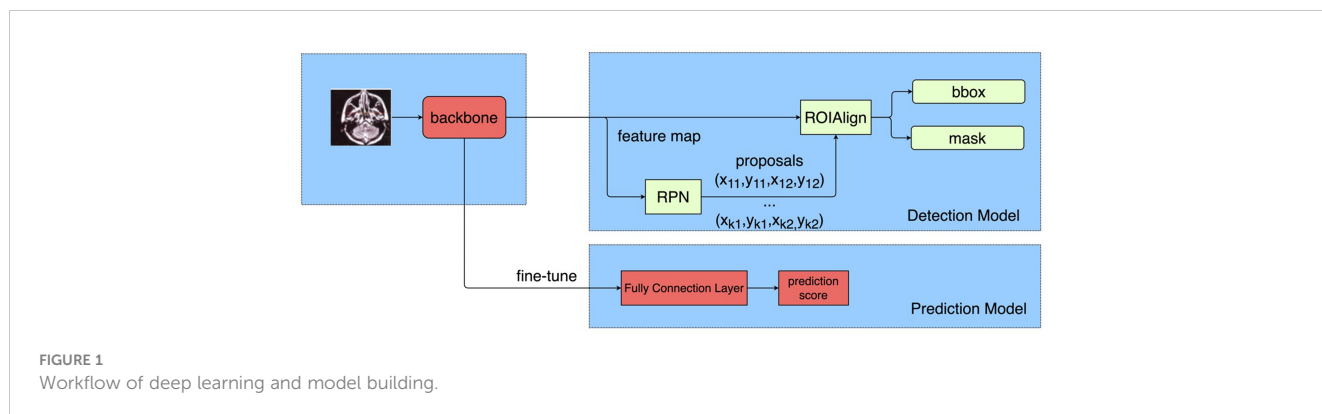 backbone
feature map
RPN
proposals
(x11,y11,x12,y12)
...
(xk1,yk1,xk2,yk2)
ROIAlign
bbox
mask
Detection Model
fine-tune
Fully Connection Layer
prediction
score
Prediction Model
FIGURE 1
Workflow of deep learning and model building.